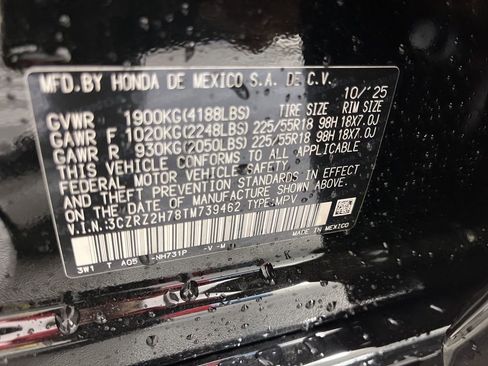 MFD.BY HONDA DE MEXICO S.A. DE C.V.
10/'25
GVWR 1900KG(4188LBS) TIRE SIZE RIM SIZE
GAWR F 1020KG(2248LBS) 225/55R18 98H 18X7.0J
GAWR R 930KG(2050LBS) 225/55R18 98H 18X7.0J
THIS VEHICLE CONFORMS TO ALL APPLICABLE
FEDERAL MOTOR VEHICLE SAFETY, BUMPER,
AND THEFT PREVENTION STANDARDS IN EFFECT
ON THE DATE OF MANUFACTURE SHOWN ABOVE.
V.I.N.:3CZRZ2H78TM739462 TYPE:MPV
3W1 T AQ5 -NH731P -V-M
MADE IN
MEXICO
K